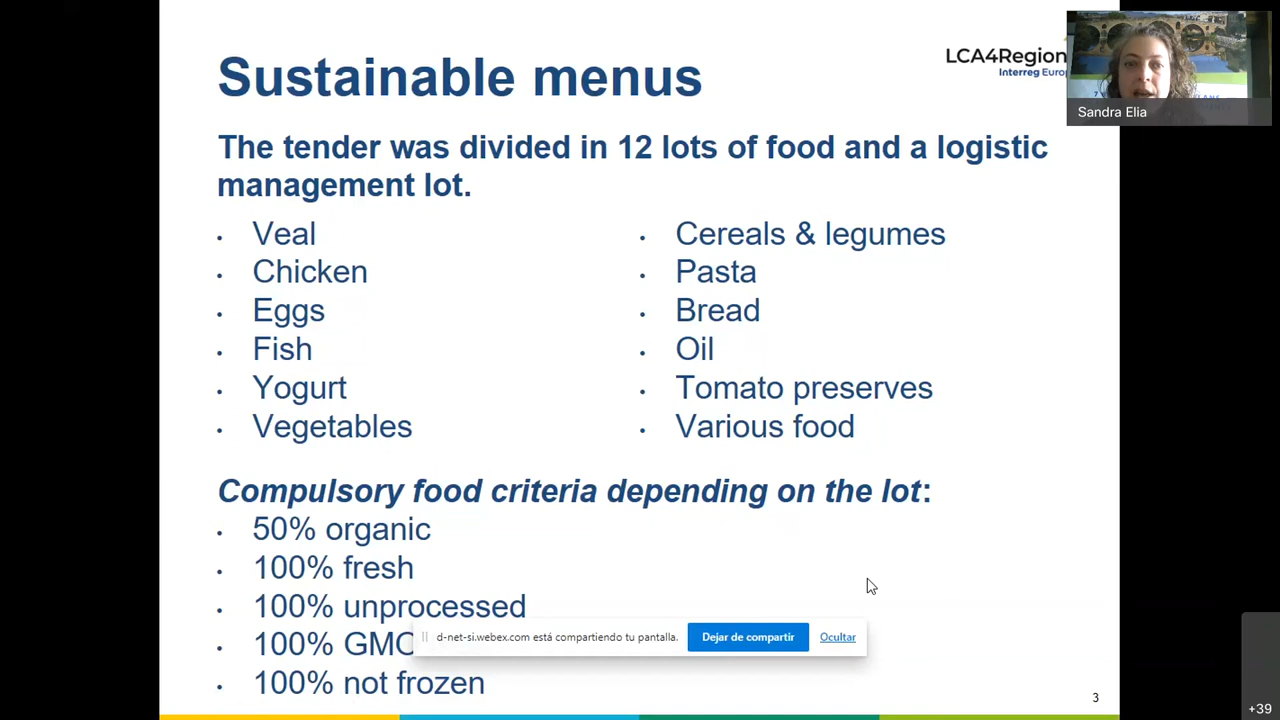 Sustainable menus
LCA4Region
Interreg Europ
Sandra Elia
The tender was divided in 12 lots of food and a logistic
management lot.
• Veal
• Chicken
• Eggs
• Fish
• Yogurt
• Vegetables
• Cereals & legumes
• Pasta
• Bread
• Oil
• Tomato preserves
• Various food
Compulsory food criteria depending on the lot:
• 50% organic
• 100% fresh
• 100% unprocessed
• 100% GMO
• 100% not frozen
d-net-si.webex.com está compartiendo tu pantalla.
Dejar de compartir
Ocultar
3
+39